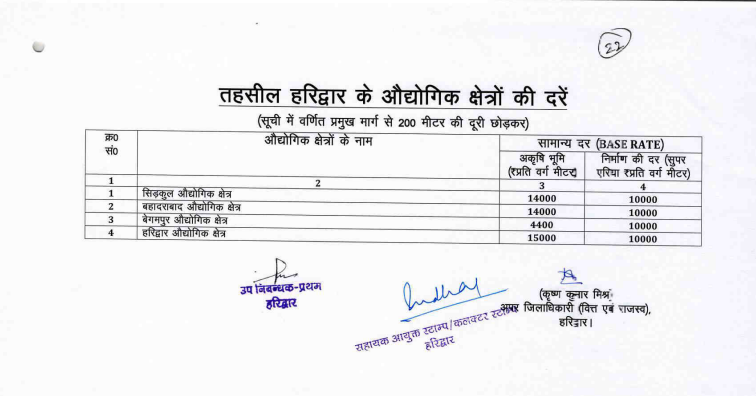 22
तहसील हरिद्वार के औद्योगिक क्षेत्रों की दरें
(सूची में वर्णित प्रमुख मार्ग से 200 मीटर की दूरी छोड़कर)
क्र0 सं0 औद्योगिक क्षेत्रों के नाम सामान्य दर (BASE RATE)
अकृषि भूमि (₹प्रति वर्ग मीटर) निर्माण की दर (सुपर एरिया ₹प्रति वर्ग मीटर)
1 2 3 4
1 सिडकुल औद्योगिक क्षेत्र 14000 10000
2 बहादराबाद औद्योगिक क्षेत्र 14000 10000
3 बेगमपुर औद्योगिक क्षेत्र 4400 10000
4 हरिद्वार औद्योगिक क्षेत्र 15000 10000
उप निबन्धक-प्रथम
हरिद्वार
सहायक आयुक्त स्टाम्प/कलक्टर स्टाम्प
हरिद्वार
(कृष्ण कुमार मिश्र)
अपर जिलाधिकारी (वित्त एवं राजस्व),
हरिद्वार।